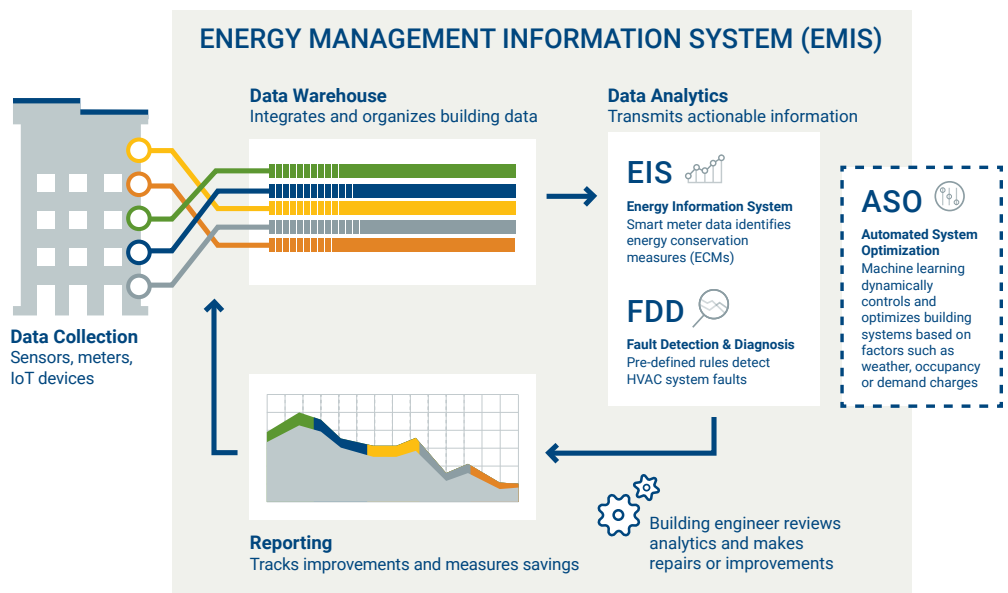 ENERGY MANAGEMENT INFORMATION SYSTEM (EMIS)
Data Collection
Sensors, meters,
IoT devices
Data Warehouse
Integrates and organizes building data
Data Analytics
Transmits actionable information
EIS
Energy Information System
Smart meter data identifies
energy conservation
measures (ECMs)
FDD
Fault Detection & Diagnosis
Pre-defined rules detect
HVAC system faults
ASO
Automated System
Optimization
Machine learning
dynamically
controls and
optimizes building
systems based on
factors such as
weather, occupancy
or demand charges
Building engineer reviews
analytics and makes
repairs or improvements
Reporting
Tracks improvements and measures savings